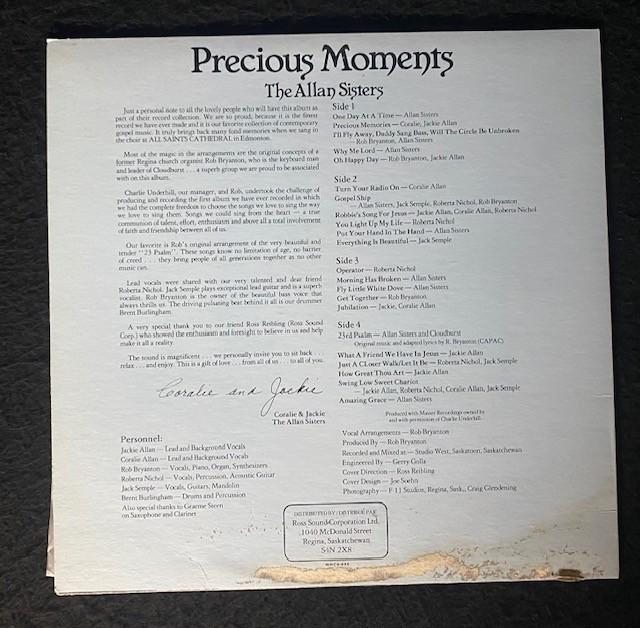 Precious Moments
The Allan Sisters
Just a personal note to all the lovely people who will have this album as
part of their record collection. We are so proud, because it is the finest
record we have ever made and it is our favorite collection of contemporary
gospel music. It truly brings back many fond memories when we sang in
the choir at ALL SAINTS CATHEDRAL in Edmonton.
Most of the magic in the arrangements are the original concepts of a
former Regina church organist Rob Bryanton, who is the keyboard man
and leader of Cloudburst . . . a superb group we are proud to be associated
with on this album.
Charlie Underhill, our manager, and Rob, undertook the challenge of
producing and recording the first album we have ever recorded in which
we had the complete freedom to choose the songs we love to sing the way
we love to sing them. Songs we could sing from the heart — a true
communion of talent, effort, enthusiasm and above all a total involvement
of faith and friendship between all of us.
Our favorite is Rob's original arrangement of the very beautiful and
tender "23 Psalm". These songs know no limitation of age, no barrier
of creed . . . they bring people of all generations together as no other
music can.
Lead vocals were shared with our very talented and dear friend
Roberta Nichol. Jack Semple plays exceptional lead guitar and is a superb
vocalist. Rob Bryanton is the owner of the beautiful bass voice that
always thrills us. The driving pulsating beat behind it all is our drummer
Brent Burlingham.
A very special thank you to our friend Ross Reibling (Ross Sound
Corp.) who showed the enthusiasm and foresight to believe in us and help
make it all a reality.
The sound is magnificent . . . we personally invite you to sit back . . .
relax . . . and enjoy. This is a gift of love . . . from all of us . . . to all of you.
Coralie and Jackie
Coralie & Jackie
The Allan Sisters
Personnel:
Jackie Allan — Lead and Background Vocals
Coralie Allan — Lead and Background Vocals
Rob Bryanton — Vocals, Piano, Organ, Synthesizers
Roberta Nichol — Vocals, Percussion, Acoustic Guitar
Jack Semple — Vocals, Guitars, Mandolin
Brent Burlingham — Drums and Percussion
Also special thanks to Graeme Steen
on Saxophone and Clarinet
Side 1
One Day At A Time — Allan Sisters
Precious Memories — Coralie, Jackie Allan
I'll Fly Away, Daddy Sang Bass, Will The Circle Be Unbroken
— Rob Bryanton, Allan Sisters
Why Me Lord — Allan Sisters
Oh Happy Day — Rob Bryanton, Jackie Allan
Side 2
Turn Your Radio On — Coralie Allan
Gospel Ship
— Allan Sisters, Jack Semple, Roberta Nichol, Rob Bryanton
Robbie's Song For Jesus — Jackie Allan, Coralie Allan, Roberta Nichol
You Light Up My Life — Roberta Nichol
Put Your Hand In The Hand — Allan Sisters
Everything Is Beautiful — Jack Semple
Side 3
Operator — Roberta Nichol
Morning Has Broken — Allan Sisters
Fly Little White Dove — Allan Sisters
Get Together — Rob Bryanton
Jubilation — Jackie, Coralie Allan
Side 4
23rd Psalm — Allan Sisters and Cloudburst
Original music and adapted lyrics by R. Bryanton (CAPAC)
What A Friend We Have In Jesus — Jackie Allan
Just A CLoser Walk/Let It Be — Roberta Nichol, Jack Semple
How Great Thou Art — Jackie Allan
Swing Low Sweet Chariot
— Jackie Allan, Roberta Nichol, Coralie Allan, Jack Semple
Amazing Grace — Allan Sisters
Produced with Master Recordings owned by
and with permission of Charlie Underhill.
Vocal Arrangements — Rob Bryanton
Produced By — Rob Bryanton
Recorded and Mixed at — Studio West, Saskatoon, Saskatchewan
Engineered By — Gerry Golla
Cover Direction — Ross Reibling
Cover Design — Joe Soehn
Photography — F-11 Studios, Regina, Sask., Craig Glendening
DISTRIBUTED BY / DISTRIBUÉ PAR
Ross Sound Corporation Ltd.
1040 McDonald Street
Regina, Saskatchewan
S4N 2X8